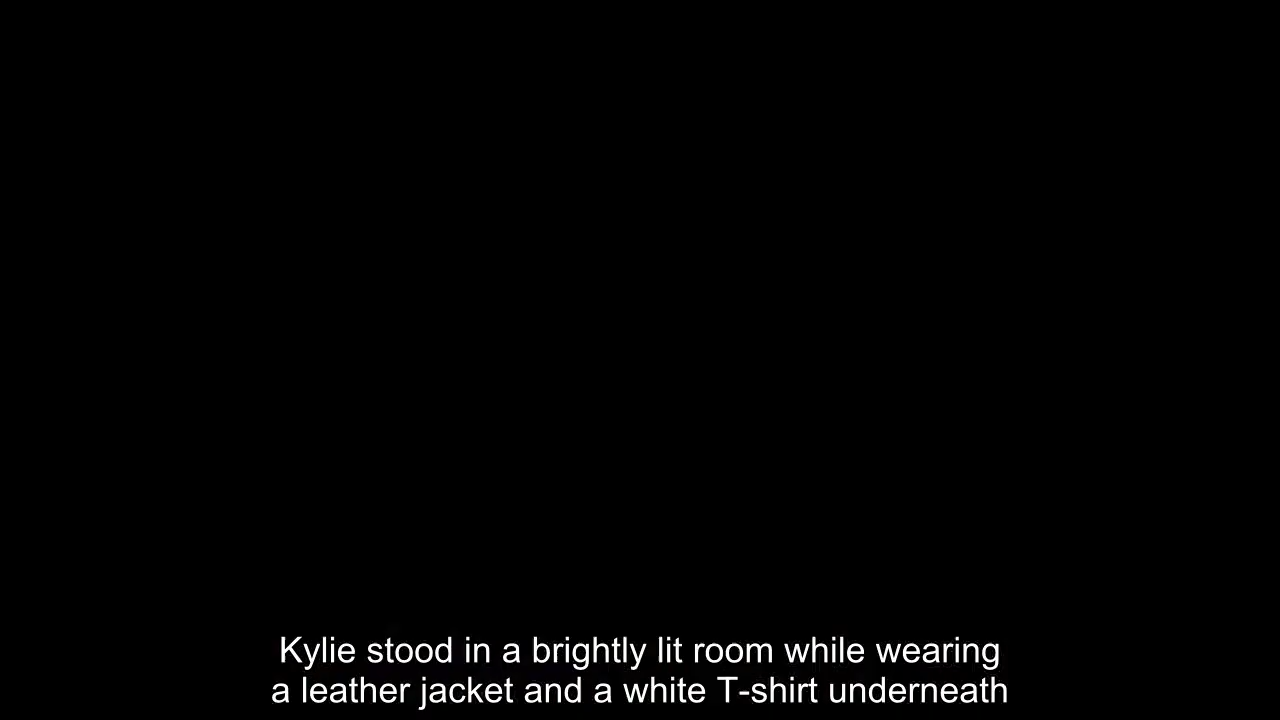 Kylie stood in a brightly lit room while wearing
a leather jacket and a white T-shirt underneath